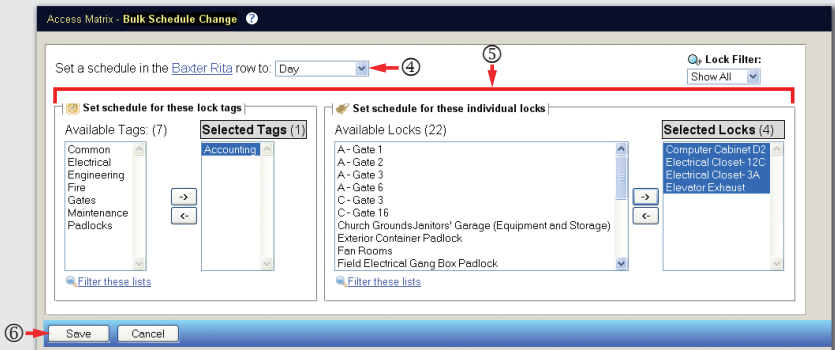 Access Matrix - Bulk Schedule Change ?
⑤
Set a schedule in the Baxter Rita row to: Day ④
Lock Filter:
Show All
Set schedule for these lock tags
Available Tags: (7)
Common
Electrical
Engineering
Fire
Gates
Maintenance
Padlocks
->
<-
Selected Tags (1)
Accounting
Filter these lists
Set schedule for these individual locks
Available Locks (22)
A - Gate 1
A - Gate 2
A - Gate 3
A - Gate 6
C - Gate 3
C - Gate 16
Church GroundsJanitors' Garage (Equipment and Storage)
Exterior Container Padlock
Fan Rooms
Field Electrical Gang Box Padlock
->
<-
Selected Locks (4)
Computer Cabinet D2
Electrical Closet- 12C
Electrical Closet- 3A
Elevator Exhaust
Filter these lists
⑥ Save Cancel